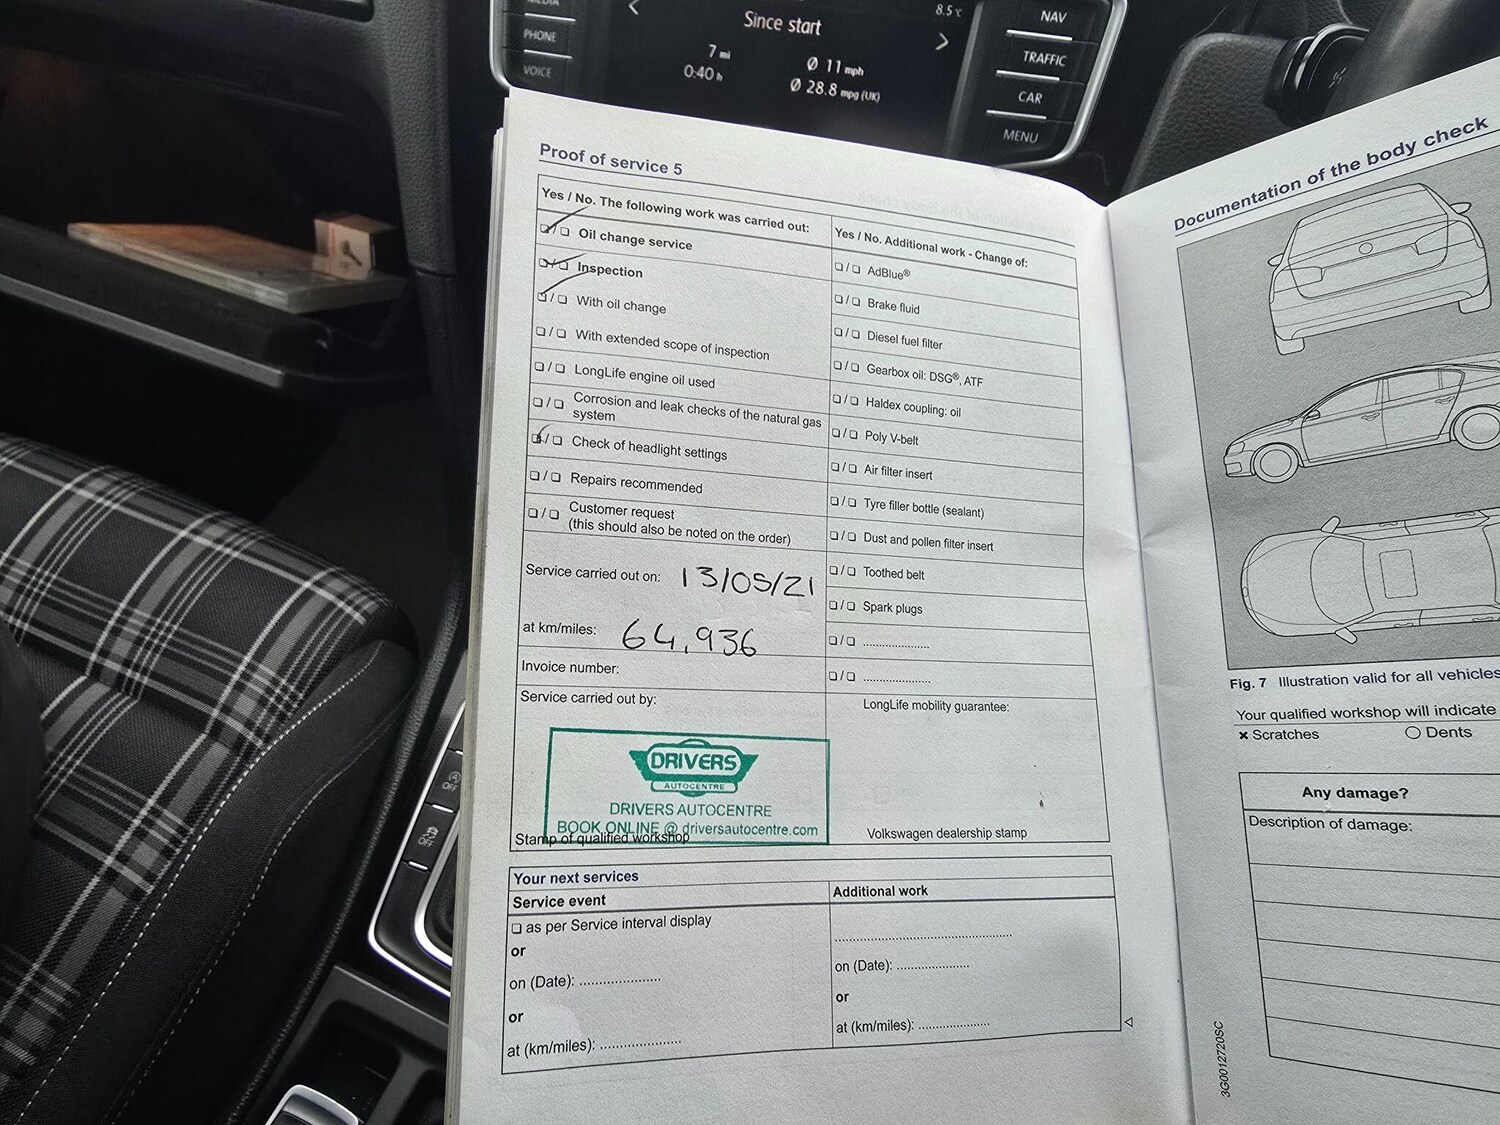 MEDIA
PHONE
VOICE
Since start
8.5°C
7 mi
0:40 h
Ø 11 mph
Ø 28.8 mpg (UK)
NAV
TRAFFIC
CAR
MENU
Proof of service 5
Yes / No. The following work was carried out:
❏ / ❏ Oil change service
❏ / ❏ Inspection
❏ / ❏ With oil change
❏ / ❏ With extended scope of inspection
❏ / ❏ LongLife engine oil used
❏ / ❏ Corrosion and leak checks of the natural gas
system
❏ / ❏ Check of headlight settings
❏ / ❏ Repairs recommended
❏ / ❏ Customer request
(this should also be noted on the order)
Service carried out on: 13/05/21
at km/miles: 64,936
Invoice number:
Service carried out by:
DRIVERS
AUTOCENTRE
DRIVERS AUTOCENTRE
BOOK ONLINE @ driversautocentre.com
Stamp of qualified workshop
Yes / No. Additional work - Change of:
❏ / ❏ AdBlue®
❏ / ❏ Brake fluid
❏ / ❏ Diesel fuel filter
❏ / ❏ Gearbox oil: DSG®, ATF
❏ / ❏ Haldex coupling: oil
❏ / ❏ Poly V-belt
❏ / ❏ Air filter insert
❏ / ❏ Tyre filler bottle (sealant)
❏ / ❏ Dust and pollen filter insert
❏ / ❏ Toothed belt
❏ / ❏ Spark plugs
❏ / ❏ ....................
❏ / ❏ ....................
LongLife mobility guarantee:
Volkswagen dealership stamp
Your next services
Service event
❏ as per Service interval display
or
on (Date): ....................
or
at (km/miles): ....................
Additional work
............................................
on (Date): ..................
or
at (km/miles): ..................
Documentation of the body check
Fig. 7 Illustration valid for all vehicles
Your qualified workshop will indicate
× Scratches
○ Dents
Any damage?
Description of damage:
3G0012720SC
OFF
OFF